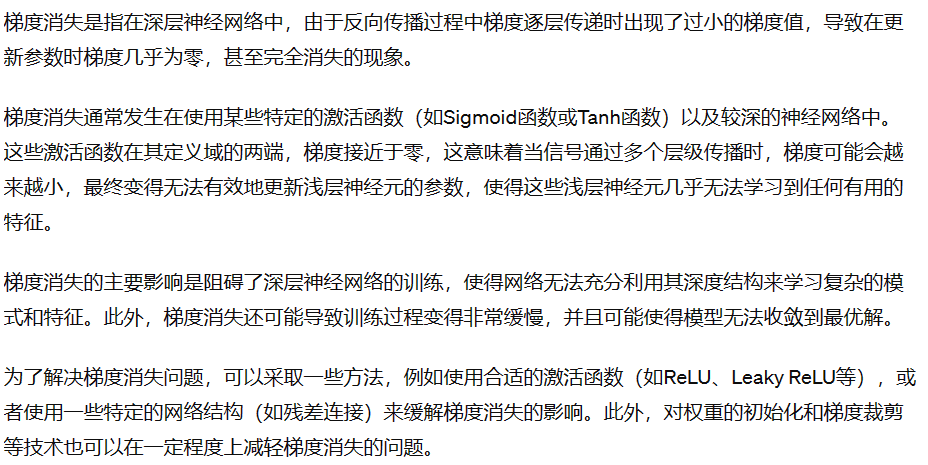 梯度消失是指在深层神经网络中，由于反向传播过程中梯度逐层传递时出现了过小的梯度值，导致在更
新参数时梯度几乎为零，甚至完全消失的现象。
梯度消失通常发生在使用某些特定的激活函数（如Sigmoid函数或Tanh函数）以及较深的神经网络中。
这些激活函数在其定义域的两端，梯度接近于零，这意味着当信号通过多个层级传播时，梯度可能会越
来越小，最终变得无法有效地更新浅层神经元的参数，使得这些浅层神经元几乎无法学习到任何有用的
特征。
梯度消失的主要影响是阻碍了深层神经网络的训练，使得网络无法充分利用其深度结构来学习复杂的模
式和特征。此外，梯度消失还可能导致训练过程变得非常缓慢，并且可能使得模型无法收敛到最优解。
为了解决梯度消失问题，可以采取一些方法，例如使用合适的激活函数（如ReLU、Leaky ReLU等），或
者使用一些特定的网络结构（如残差连接）来缓解梯度消失的影响。此外，对权重的初始化和梯度裁剪
等技术也可以在一定程度上减轻梯度消失的问题。